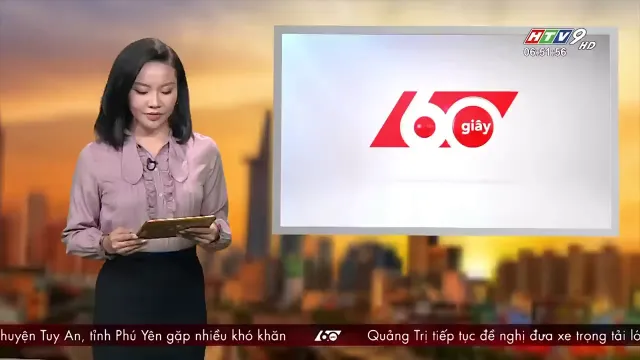 HTV9 HD
06:51:56
60 giây
huyện Tuy An, tỉnh Phú Yên gặp nhiều khó khăn 60 Quảng Trị tiếp tục đề nghị đưa xe trọng tải